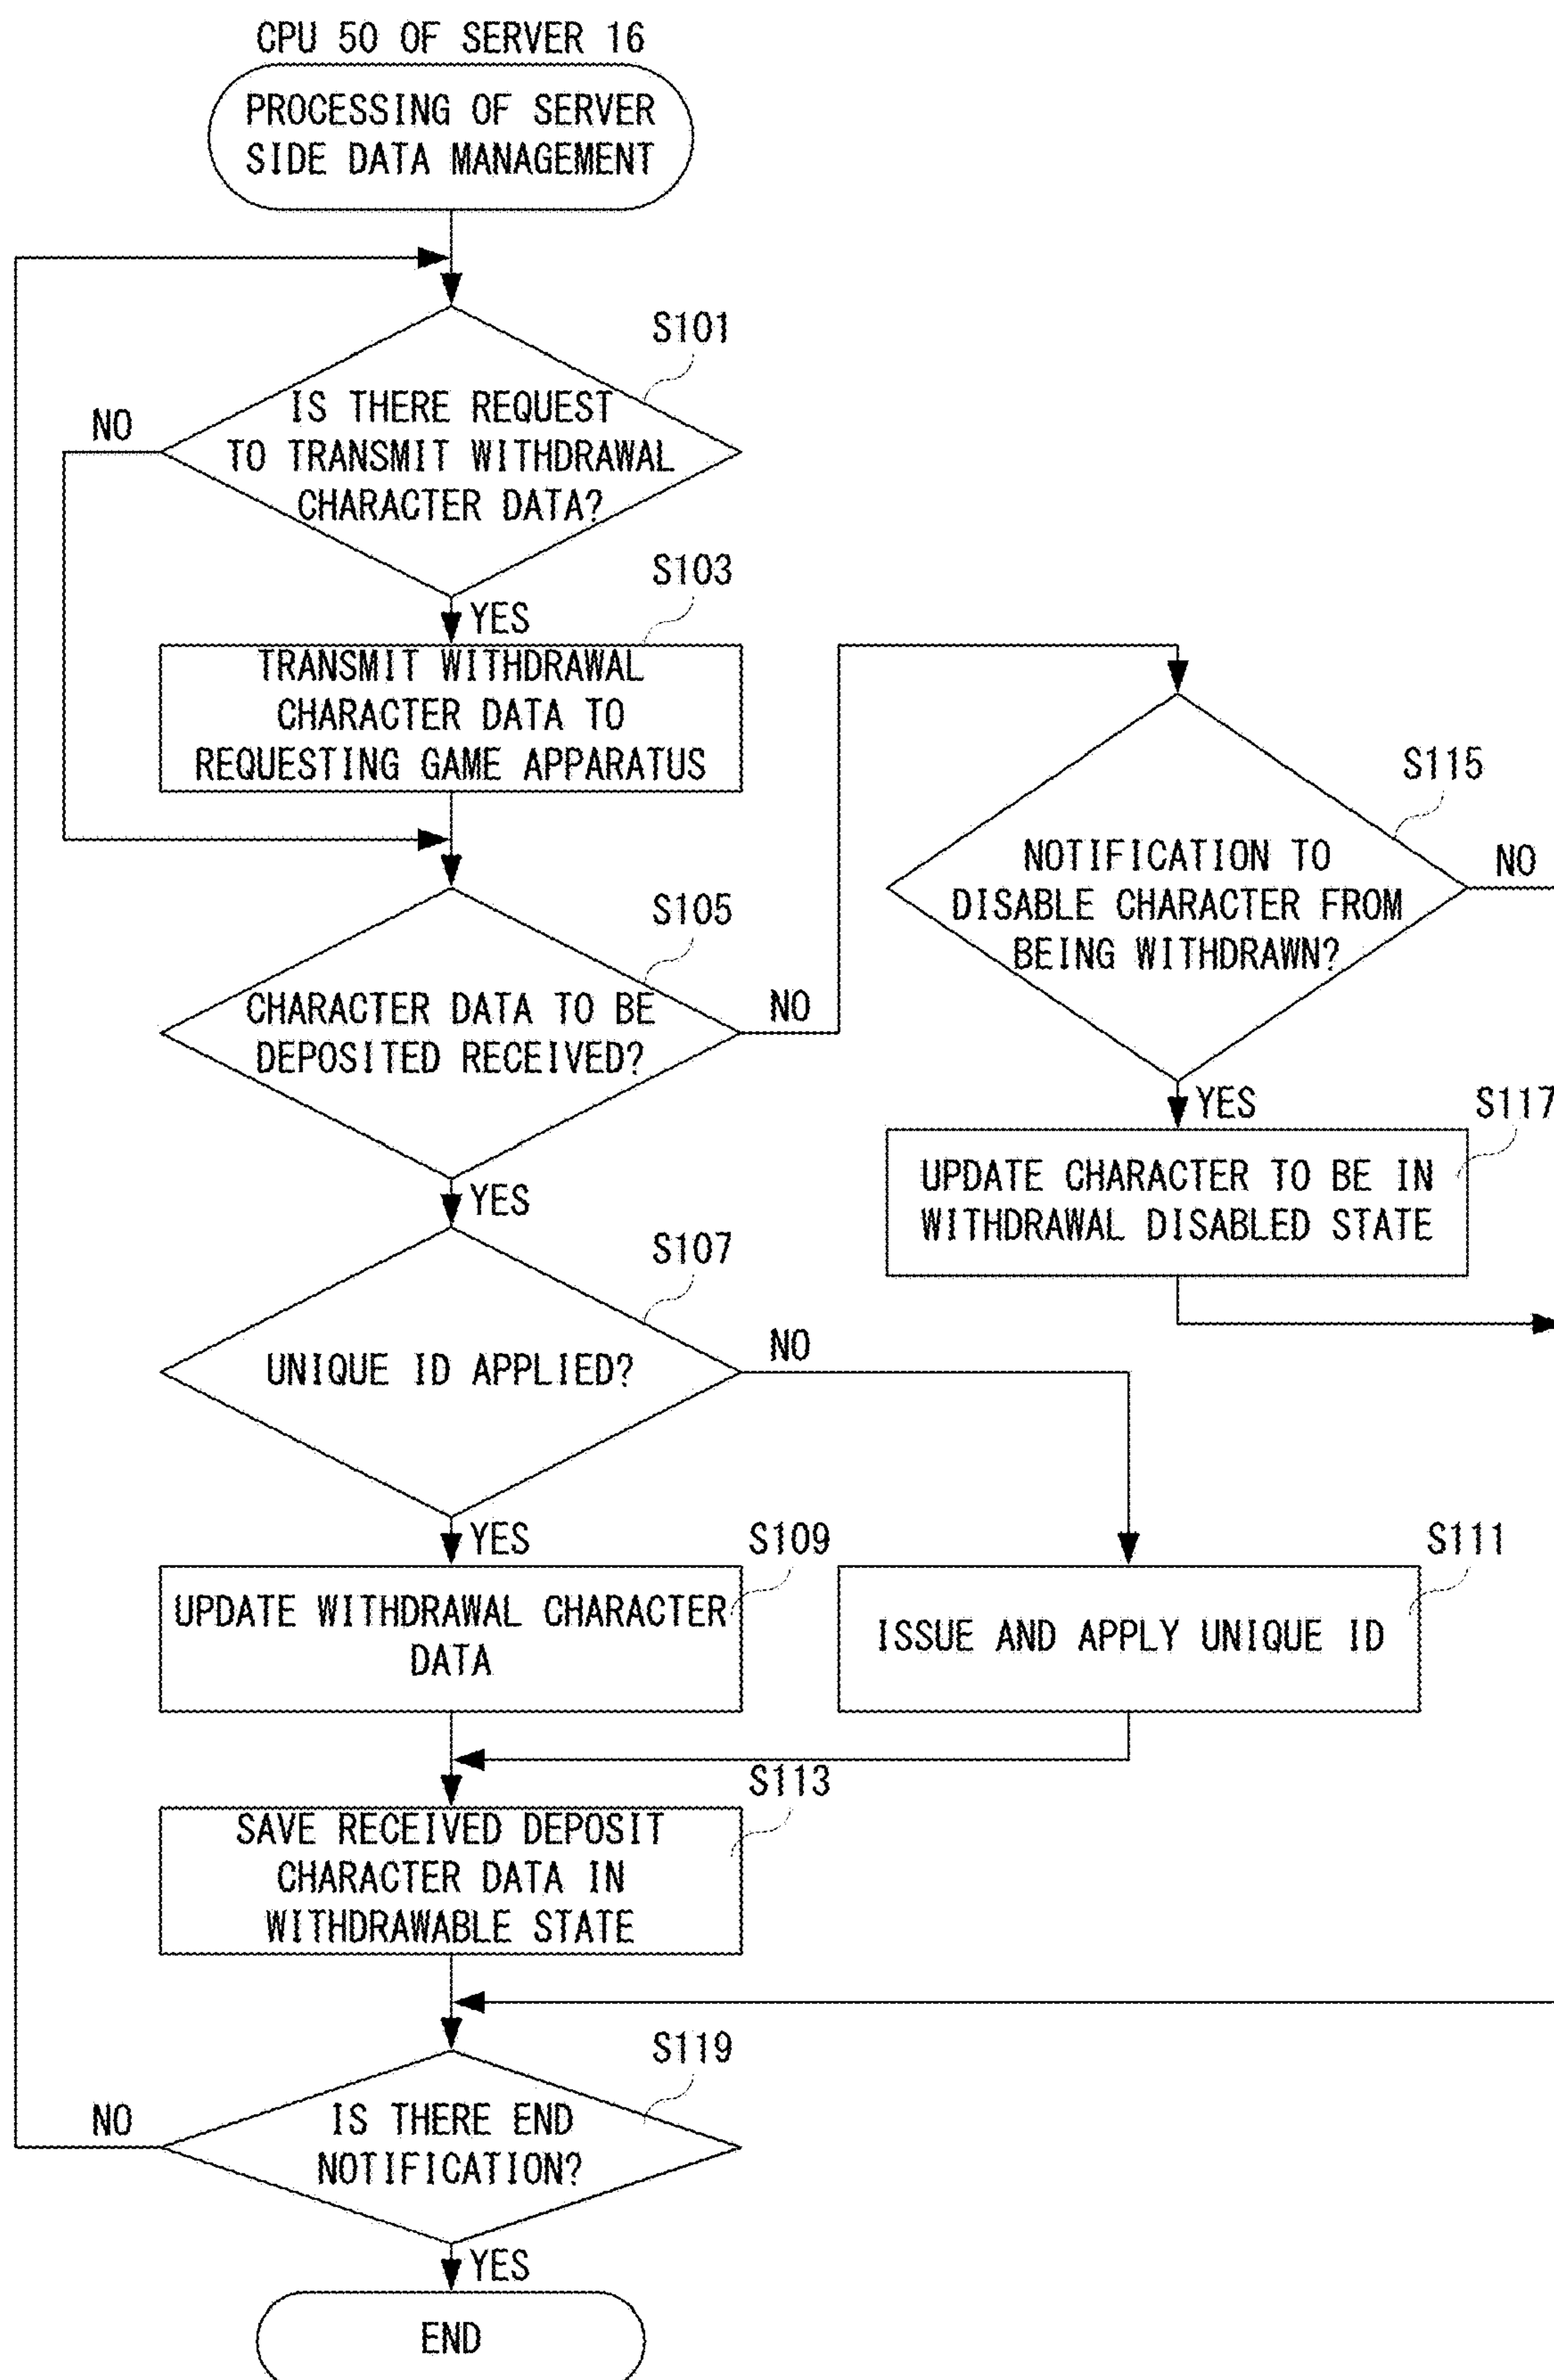 CPU 50 OF SERVER 16
PROCESSING OF SERVER
SIDE DATA MANAGEMENT
S101
IS THERE REQUEST
TO TRANSMIT WITHDRAWAL
CHARACTER DATA?
NO
YES
S103
TRANSMIT WITHDRAWAL
CHARACTER DATA TO
REQUESTING GAME APPARATUS
S105
CHARACTER DATA TO BE
DEPOSITED RECEIVED?
NO
YES
S115
NOTIFICATION TO
DISABLE CHARACTER FROM
BEING WITHDRAWN?
NO
YES
S117
UPDATE CHARACTER TO BE IN
WITHDRAWAL DISABLED STATE
S107
UNIQUE ID APPLIED?
NO
YES
S109
UPDATE WITHDRAWAL CHARACTER
DATA
S111
ISSUE AND APPLY UNIQUE ID
S113
SAVE RECEIVED DEPOSIT
CHARACTER DATA IN
WITHDRAWABLE STATE
S119
IS THERE END
NOTIFICATION?
NO
YES
END